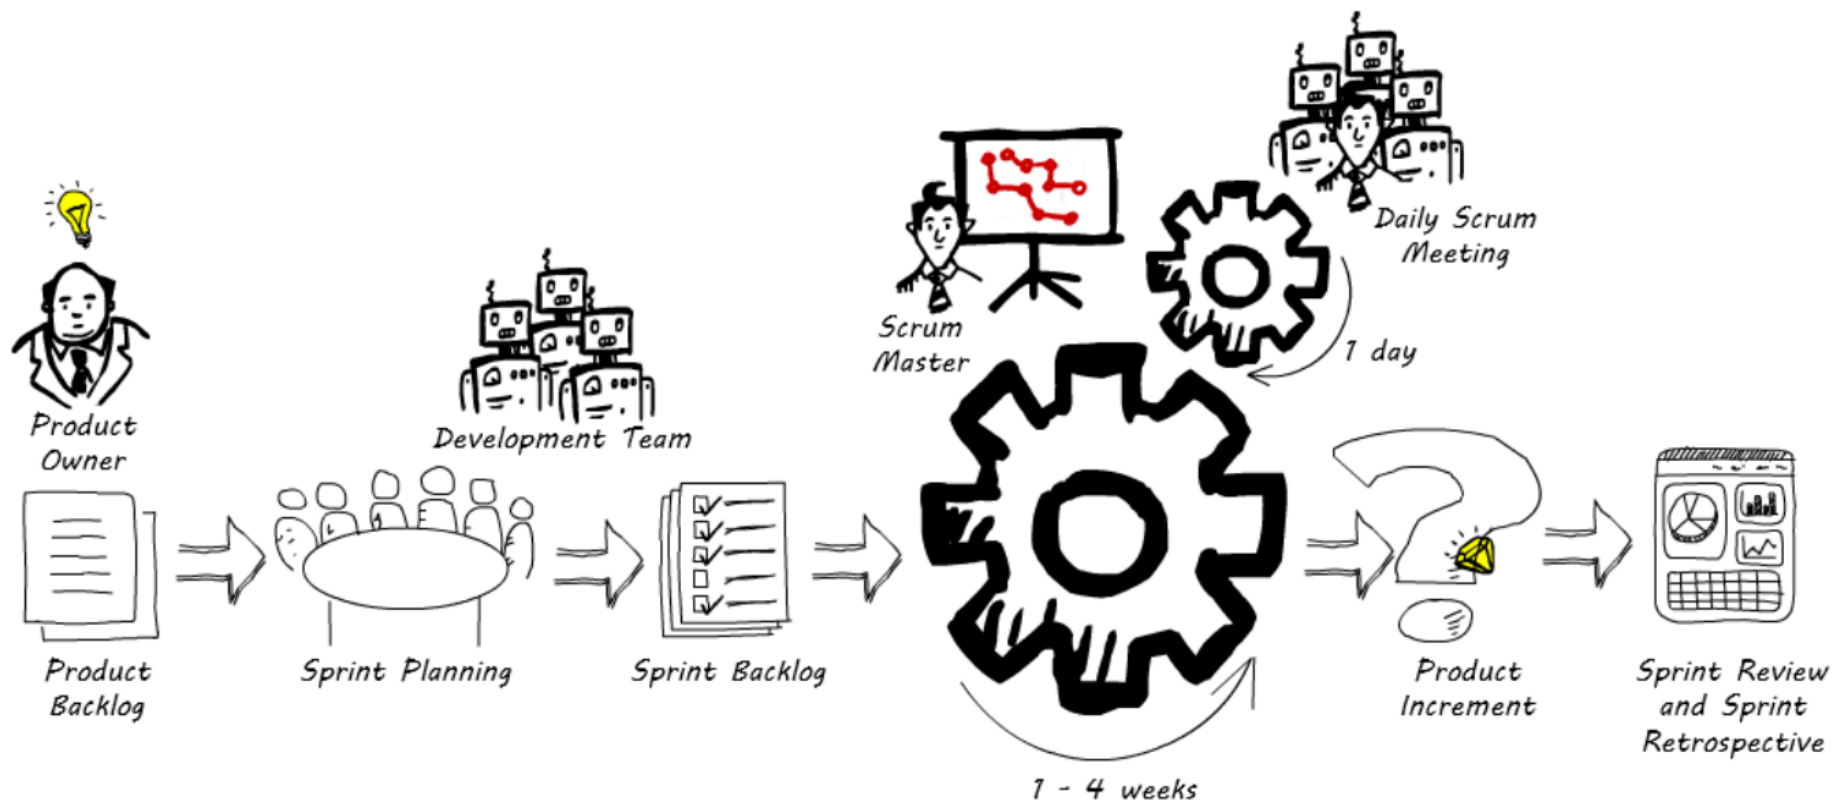 Product
Owner
Development Team
Scrum
Master
Daily Scrum
Meeting
1 day
Product
Backlog
Sprint Planning
Sprint Backlog
1 - 4 weeks
Product
Increment
Sprint Review
and Sprint
Retrospective